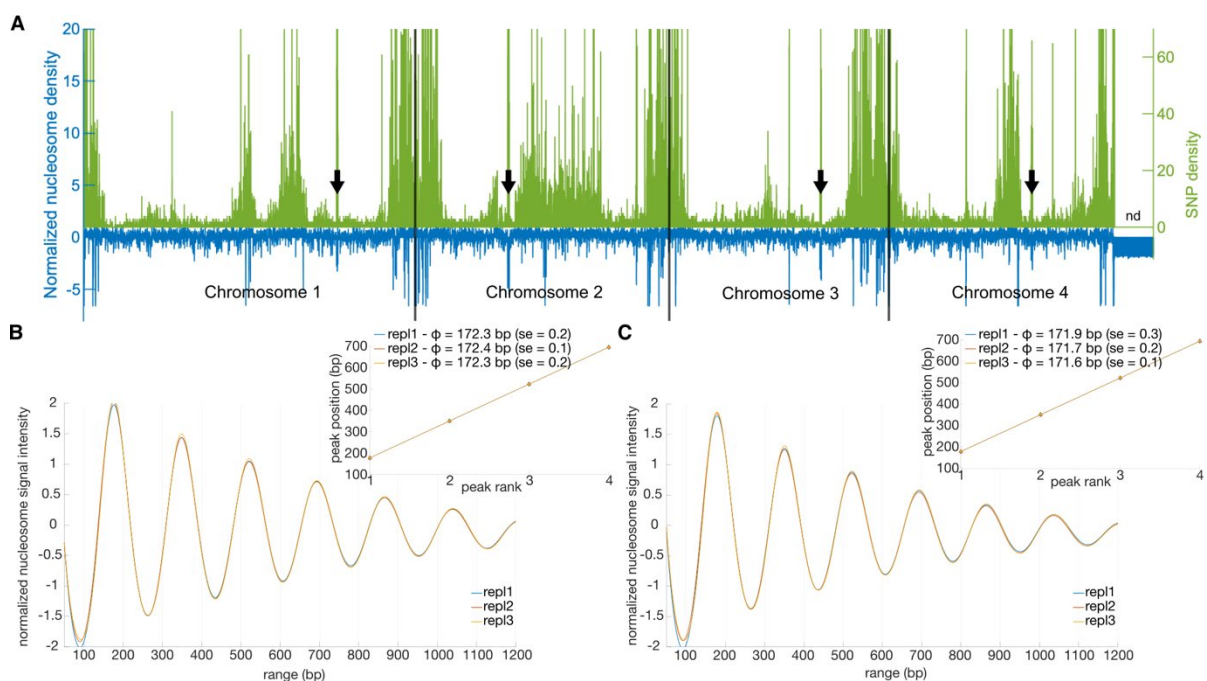 A
Normalized nucleosome density
20
15
10
5
0
-5
Chromosome 1
Chromosome 2
Chromosome 3
Chromosome 4
nd
60
40
20
0
SNP density
B
repl1 - ϕ = 172.3 bp (se = 0.2)
repl2 - ϕ = 172.4 bp (se = 0.1)
repl3 - ϕ = 172.3 bp (se = 0.2)
peak position (bp)
700
600
500
400
300
200
100
1 2 3 4
peak rank
normalized nucleosome signal intensity
2
1.5
1
0.5
0
-0.5
-1
-1.5
-2
repl1
repl2
repl3
100 200 300 400 500 600 700 800 900 1000 1100 1200
range (bp)
C
repl1 - ϕ = 171.9 bp (se = 0.3)
repl2 - ϕ = 171.7 bp (se = 0.2)
repl3 - ϕ = 171.6 bp (se = 0.1)
peak position (bp)
700
600
500
400
300
200
100
1 2 3 4
peak rank
normalized nucleosome signal intensity
2
1.5
1
0.5
0
-0.5
-1
-1.5
-2
repl1
repl2
repl3
100 200 300 400 500 600 700 800 900 1000 1100 1200
range (bp)